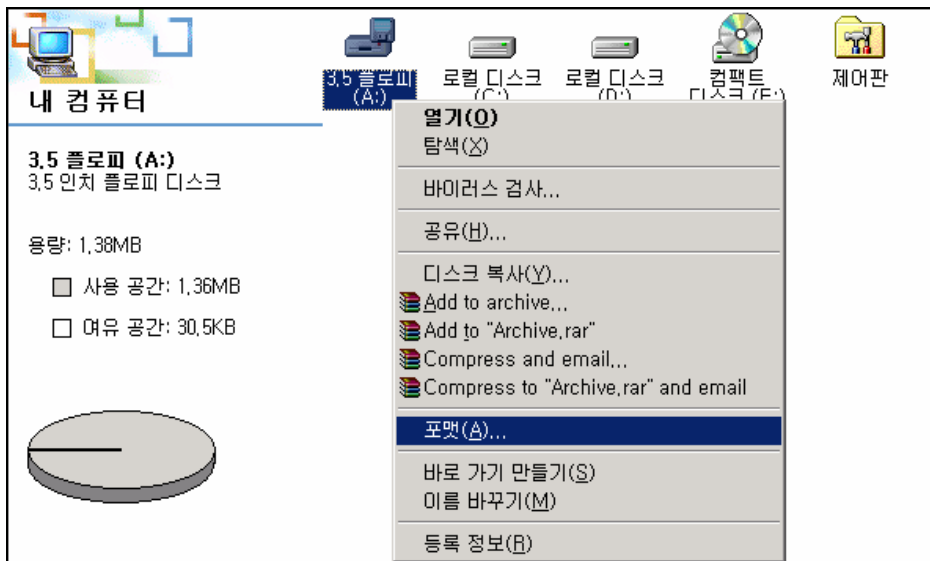 내 컴퓨터
3,5 플로피 (A:)
3,5 인치 플로피 디스크
용량: 1,38MB
사용 공간: 1,36MB
여유 공간: 30,5KB
3,5 플로피
(A:)
로컬 디스크
(C:)
로컬 디스크
(D:)
컴팩트
디스크 (E:)
제어판
열기(O)
탐색(X)
바이러스 검사,,,
공유(H),,,
디스크 복사(Y),,,
Add to archive,,,
Add to "Archive,rar"
Compress and email,,,
Compress to "Archive,rar" and email
포맷(A),,,
바로 가기 만들기(S)
이름 바꾸기(M)
등록 정보(R)